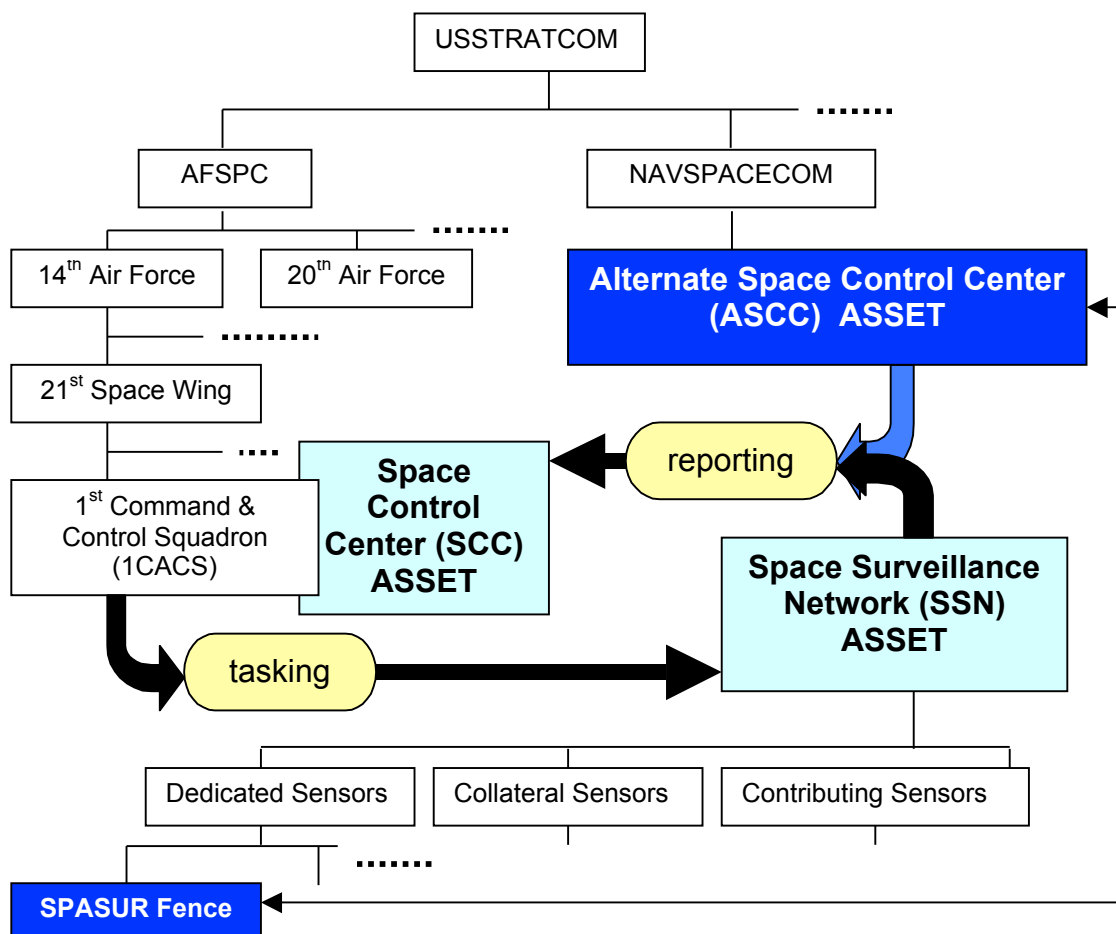 USSTRATCOM
AFSPC
NAVSPACECOM
14tn Air Force
20tn Air Force
Alternate Space Control Center
(ASCC) ASSET
21st Space Wing
reporting
Space
Control
Center (SCC)
ASSET
1st Command &
Control Squadron
(1CACS)
Space Surveillance
Network (SSN)
ASSET
tasking
Dedicated Sensors
Collateral Sensors
Contributing Sensors
SPASUR Fence